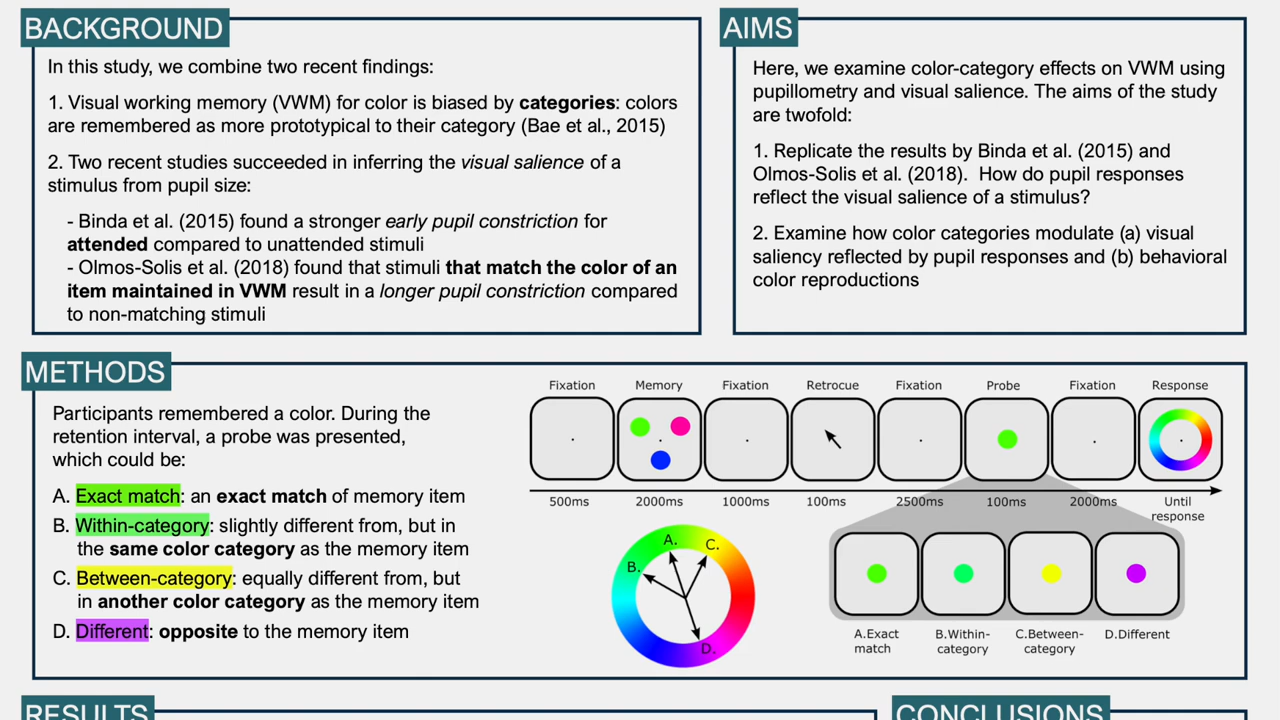 BACKGROUND
In this study, we combine two recent findings:
1. Visual working memory (VWM) for color is biased by categories: colors
are remembered as more prototypical to their category (Bae et al., 2015)
2. Two recent studies succeeded in inferring the visual salience of a
stimulus from pupil size:
- Binda et al. (2015) found a stronger early pupil constriction for
attended compared to unattended stimuli
- Olmos-Solis et al. (2018) found that stimuli that match the color of an
item maintained in VWM result in a longer pupil constriction compared
to non-matching stimuli
AIMS
Here, we examine color-category effects on VWM using
pupillometry and visual salience. The aims of the study
are twofold:
1. Replicate the results by Binda et al. (2015) and
Olmos-Solis et al. (2018).  How do pupil responses
reflect the visual salience of a stimulus?
2. Examine how color categories modulate (a) visual
saliency reflected by pupil responses and (b) behavioral
color reproductions
METHODS
Participants remembered a color. During the
retention interval, a probe was presented,
which could be:
A. Exact match: an exact match of memory item
B. Within-category: slightly different from, but in
the same color category as the memory item
C. Between-category: equally different from, but
in another color category as the memory item
D. Different: opposite to the memory item
Fixation Memory Fixation Retrocue Fixation Probe Fixation Response
500ms 2000ms 1000ms 100ms 2500ms 100ms 2000ms Until
response
A. C.
B.
D.
A.Exact B.Within- C.Between- D.Different
match category category
RESULTS
CONCLUSIONS